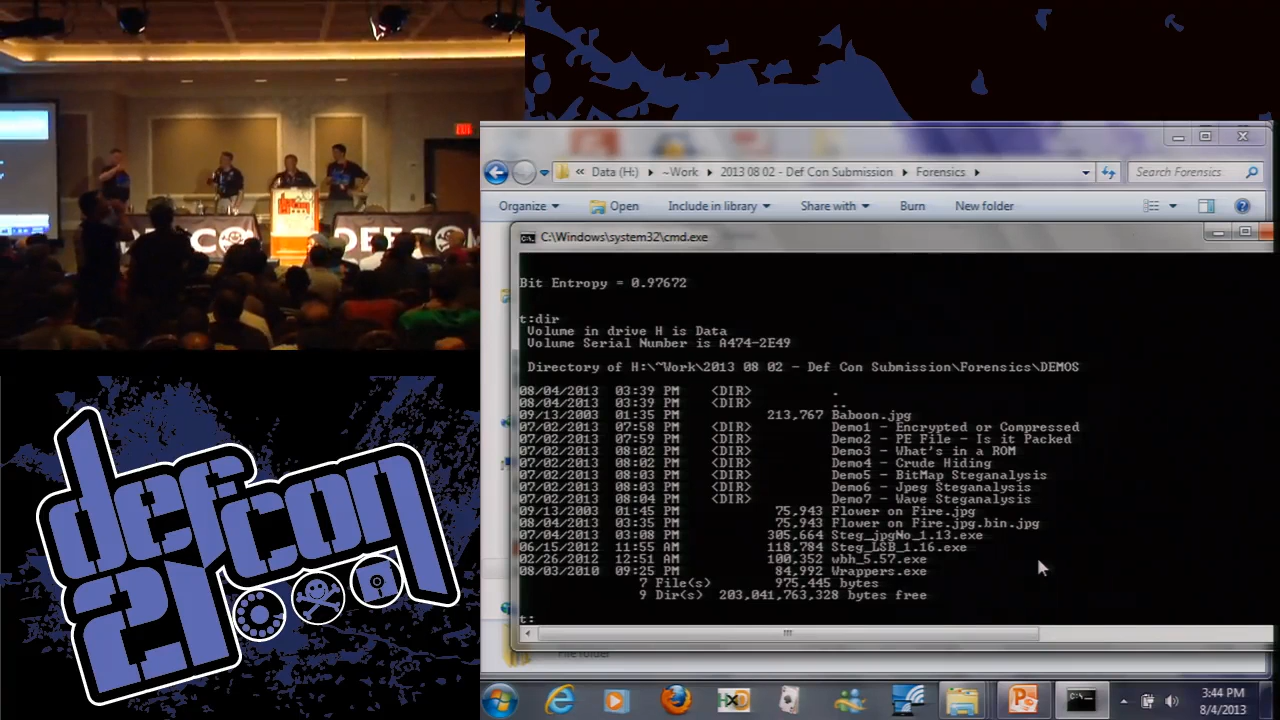 EXIT
defcon
DEFCON
DEFCON
defcon
21
Data (H:) ▸ ~Work ▸ 2013 08 02 - Def Con Submission ▸ Forensics ▸
Search Forensics
Organize
Open
Include in library
Share with
Burn
New folder
C:\Windows\system32\cmd.exe
Bit Entropy = 0.97672
t:dir
Volume in drive H is Data
Volume Serial Number is A474-2E49
Directory of H:\~Work\2013 08 02 - Def Con Submission\Forensics\DEMOS
08/04/2013 03:39 PM <DIR> .
08/04/2013 03:39 PM <DIR> ..
09/13/2003 01:35 PM 213,767 Baboon.jpg
07/02/2013 07:58 PM <DIR> Demo1 - Encrypted or Compressed
07/02/2013 07:59 PM <DIR> Demo2 - PE File - Is it Packed
07/02/2013 08:02 PM <DIR> Demo3 - What's in a ROM
07/02/2013 08:02 PM <DIR> Demo4 - Crude Hiding
07/02/2013 08:03 PM <DIR> Demo5 - BitMap Steganalysis
07/02/2013 08:03 PM <DIR> Demo6 - Jpeg Steganalysis
07/02/2013 08:04 PM <DIR> Demo7 - Wave Steganalysis
09/13/2003 01:45 PM 75,943 Flower on Fire.jpg
08/04/2013 03:35 PM 75,943 Flower on Fire.jpg.bin.jpg
07/04/2013 03:08 PM 305,664 Steg_jpgNo_1.13.exe
06/15/2012 11:55 AM 118,784 Steg_LSB_1.16.exe
02/26/2012 12:51 AM 100,352 wbh_5.57.exe
08/03/2010 09:25 PM 84,992 Wrappers.exe
7 File(s) 975,445 bytes
9 Dir(s) 203,041,763,328 bytes free
t:
File folder
3:44 PM
8/4/2013